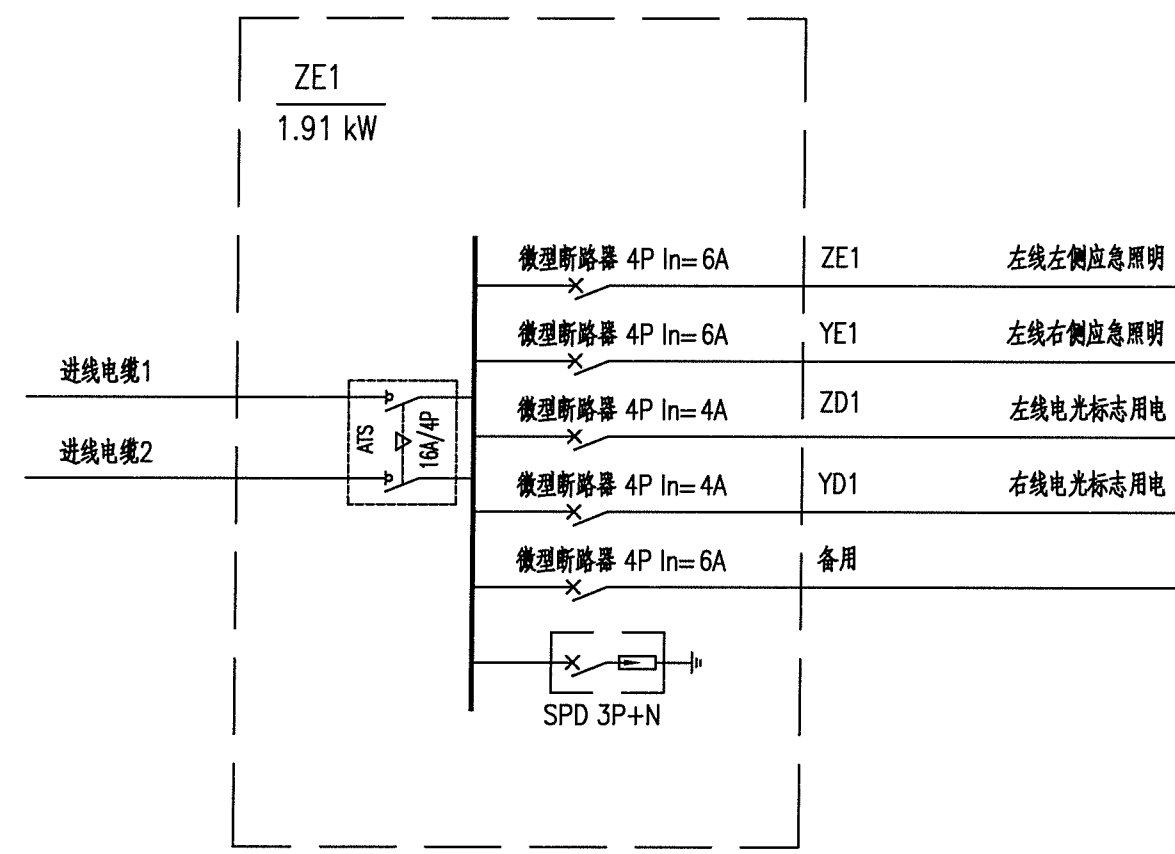 ZE1
1.91 kW
微型断路器 4P In=6A ZE1 左线左侧应急照明
微型断路器 4P In=6A YE1 左线右侧应急照明
进线电缆1
微型断路器 4P In=4A ZD1 左线电光标志用电
ATS
16A/4P
进线电缆2
微型断路器 4P In=4A YD1 右线电光标志用电
微型断路器 4P In=6A 备用
SPD 3P+N